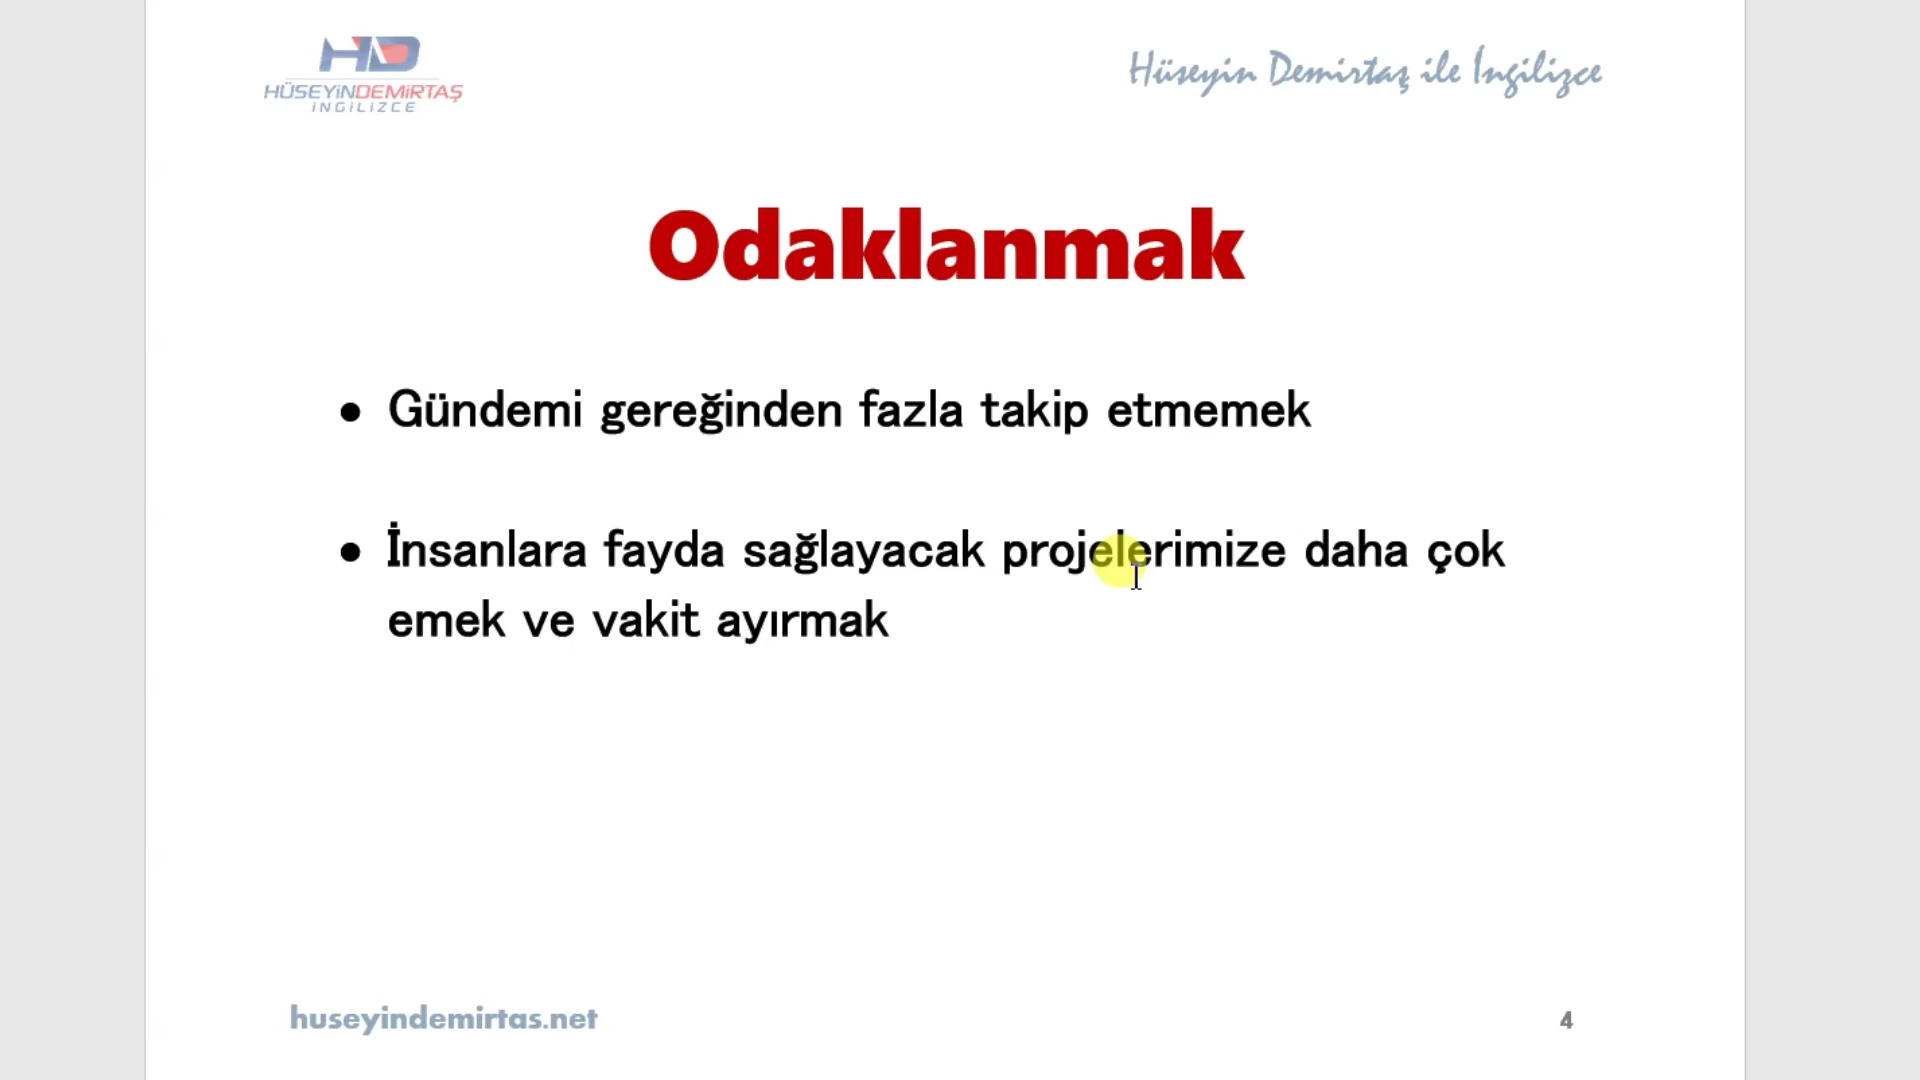 HD
HÜSEYİNDEMİRTAŞ
İNGİLİZCE
Hüseyin Demirtaş ile İngilizce
Odaklanmak
• Gündemi gereğinden fazla takip etmemek
• İnsanlara fayda sağlayacak projelerimize daha çok
emek ve vakit ayırmak
huseyindemirtas.net
4